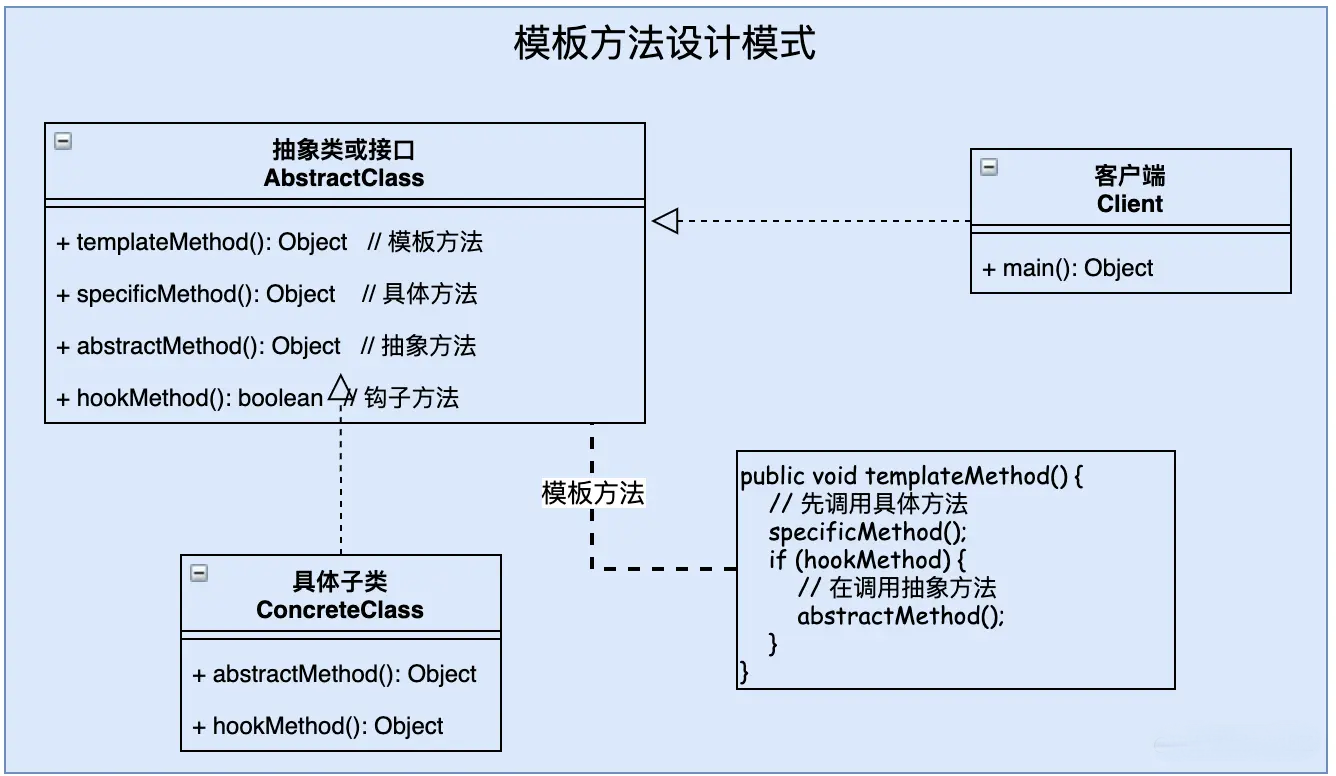 模板方法设计模式
抽象类或接口
AbstractClass
+ templateMethod(): Object // 模板方法
+ specificMethod(): Object // 具体方法
+ abstractMethod(): Object // 抽象方法
+ hookMethod(): boolean // 钩子方法
客户端
Client
+ main(): Object
模板方法
public void templateMethod() {
// 先调用具体方法
specificMethod();
if (hookMethod) {
// 在调用抽象方法
abstractMethod();
}
}
具体子类
ConcreteClass
+ abstractMethod(): Object
+ hookMethod(): Object